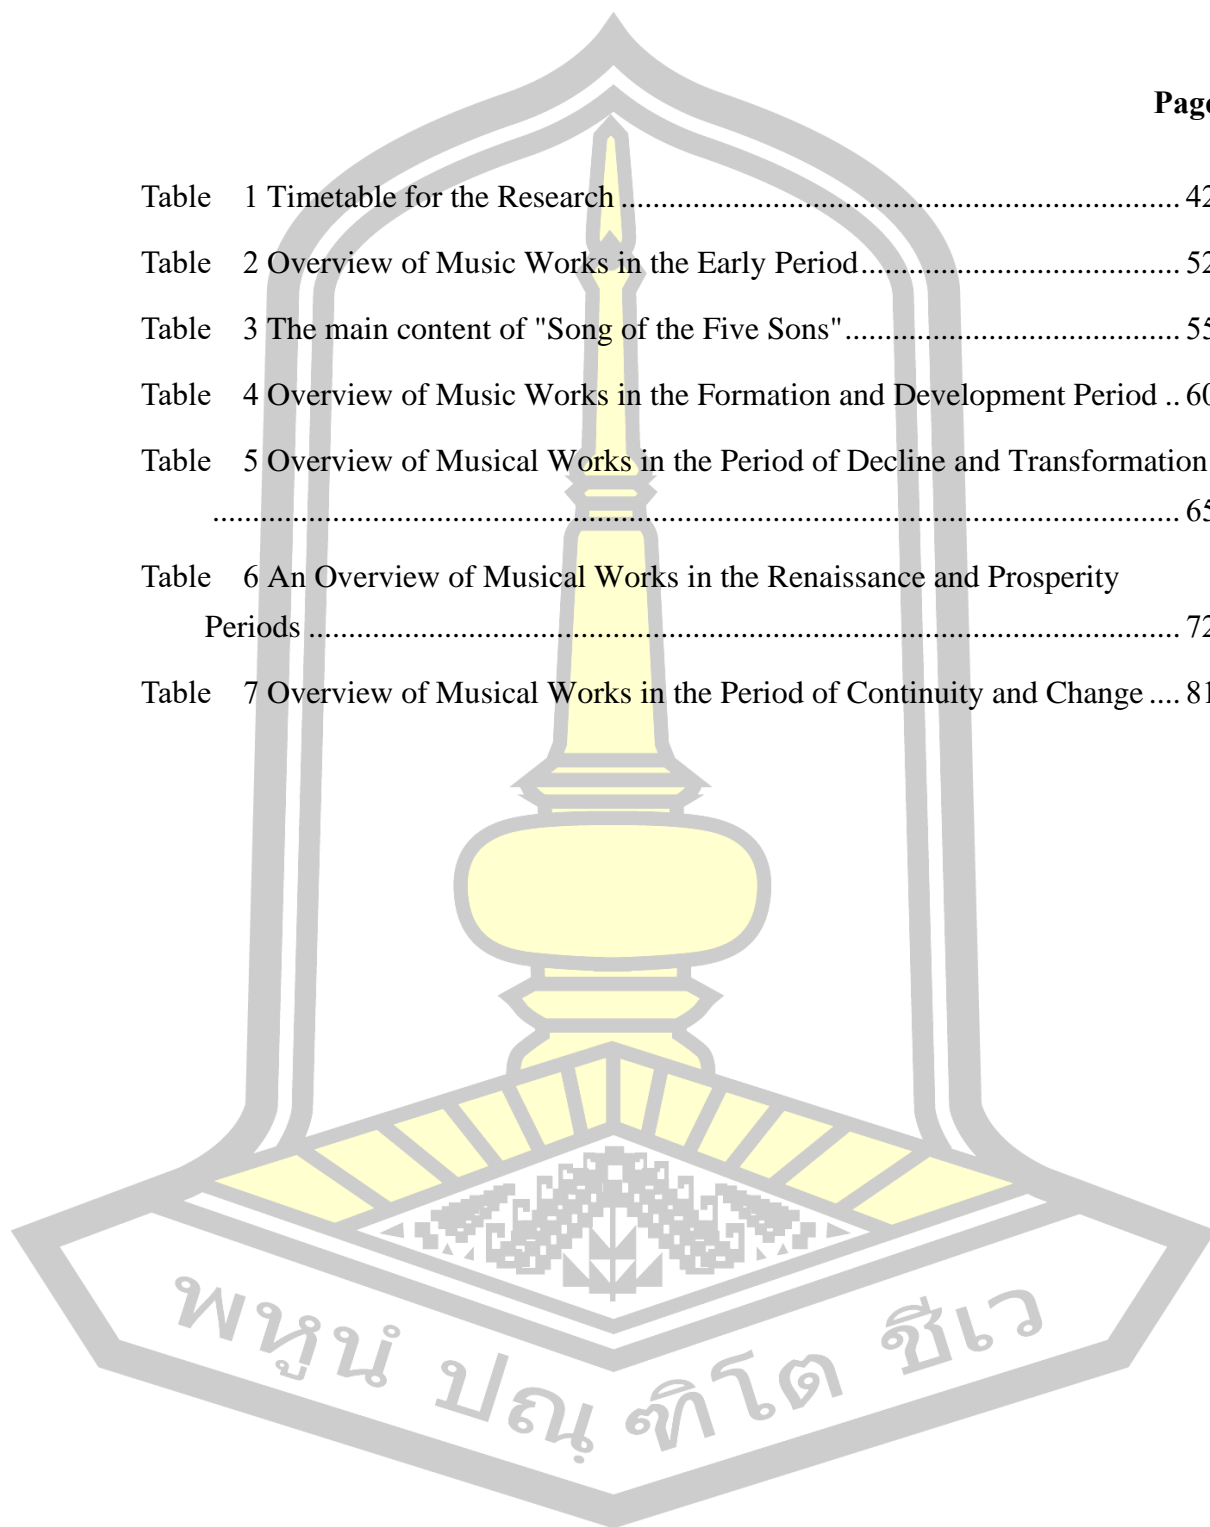 Page
Table 1 Timetable for the Research ..................................................................... 42
Table 2 Overview of Music Works in the Early Period....................................... 52
Table 3 The main content of "Song of the Five Sons"......................................... 55
Table 4 Overview of Music Works in the Formation and Development Period .. 60
Table 5 Overview of Musical Works in the Period of Decline and Transformation
....................................................................................................................... 65
Table 6 An Overview of Musical Works in the Renaissance and Prosperity
Periods ........................................................................................................... 72
Table 7 Overview of Musical Works in the Period of Continuity and Change .... 81
พหูนํ ปณฺฑิโต ชีเว